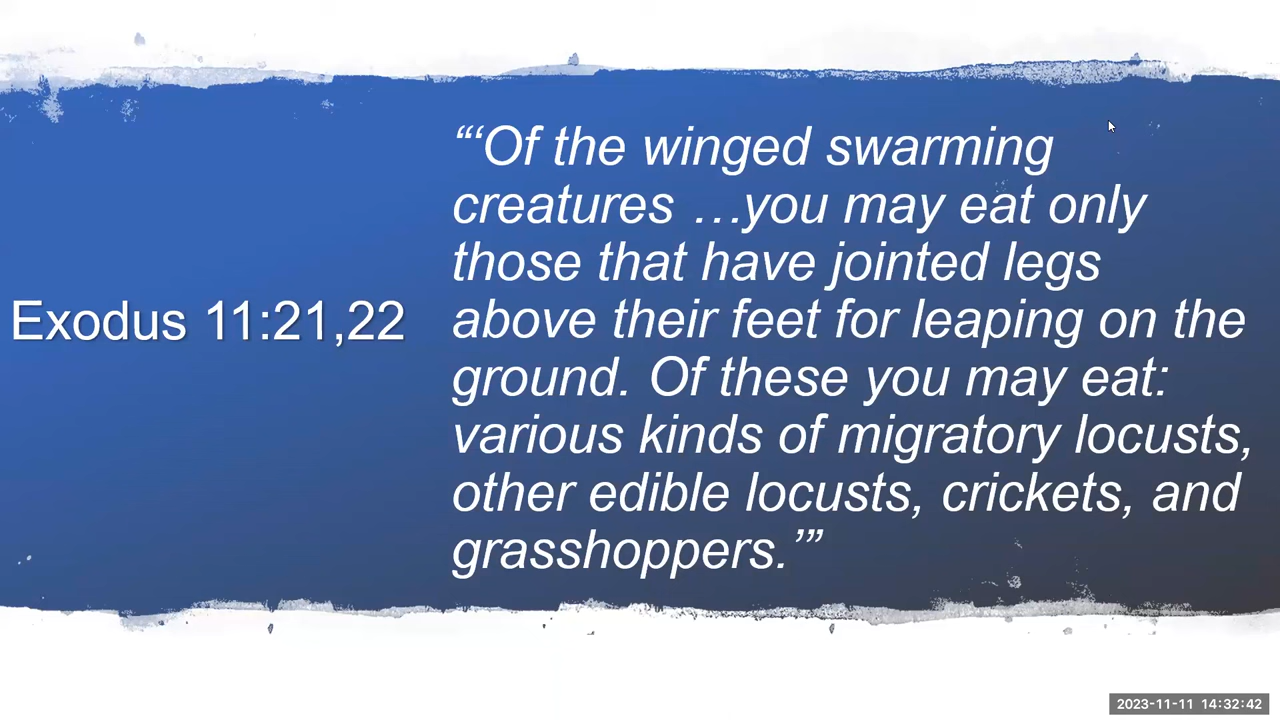 Exodus 11:21,22
“‘Of the winged swarming
creatures …you may eat only
those that have jointed legs
above their feet for leaping on the
ground. Of these you may eat:
various kinds of migratory locusts,
other edible locusts, crickets, and
grasshoppers.’”
2023-11-11 14:32:42